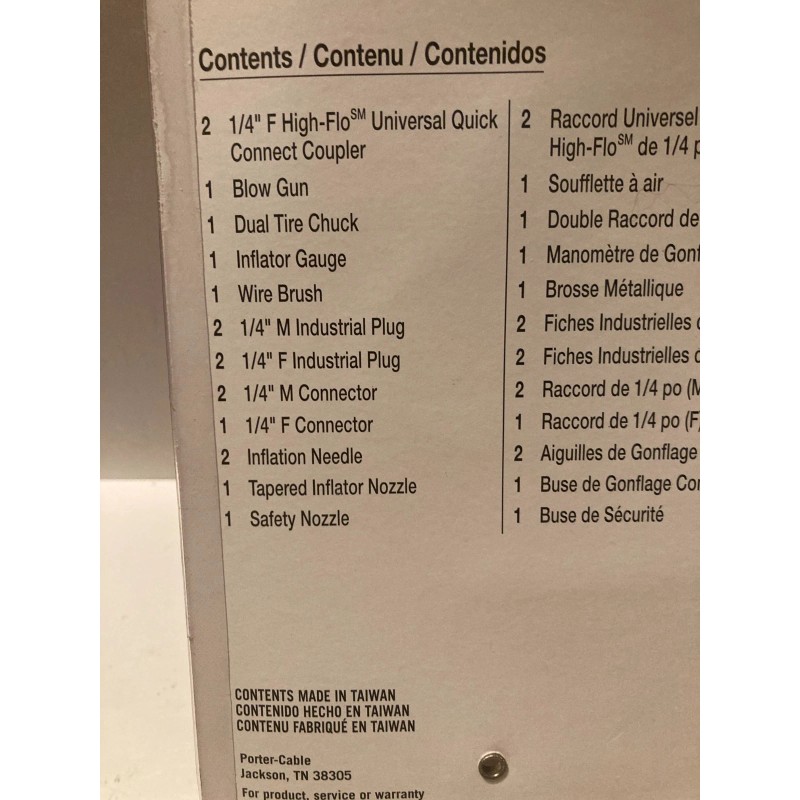 Contents / Contenu / Contenidos
2 1/4" F High-Flo℠ Universal Quick
Connect Coupler
1 Blow Gun
1 Dual Tire Chuck
1 Inflator Gauge
1 Wire Brush
2 1/4" M Industrial Plug
2 1/4" F Industrial Plug
2 1/4" M Connector
1 1/4" F Connector
2 Inflation Needle
1 Tapered Inflator Nozzle
1 Safety Nozzle
2 Raccord Universel
High-Flo℠ de 1/4
1 Soufflette à air
1 Double Raccord de
1 Manomètre de
1 Brosse Métallique
2 Fiches Industrielles
2 Fiches Industrielles
2 Raccord de 1/4 po (M
1 Raccord de 1/4 po (F)
2 Aiguilles de Gonflage
1 Buse de Gonflage
1 Buse de Sécurité
CONTENTS MADE IN TAIWAN
CONTENIDO HECHO EN TAIWAN
CONTENU FABRIQUÉ EN TAIWAN
Porter-Cable
Jackson, TN 38305
For product, service or warranty